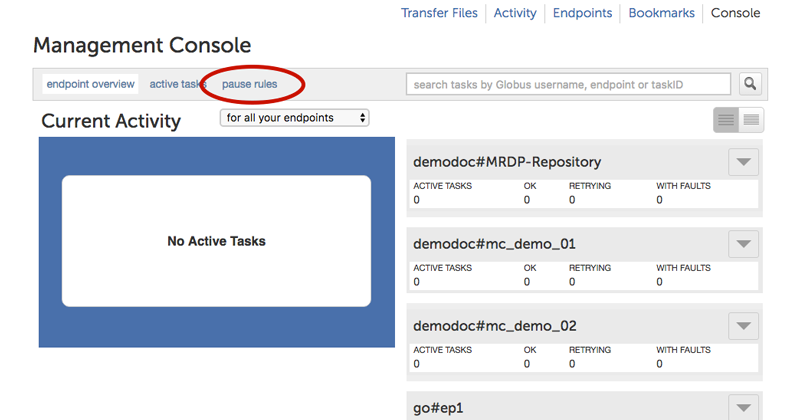 Transfer Files Activity Endpoints Bookmarks Console
Management Console
endpoint overview active tasks pause rules search tasks by Globus username, endpoint or taskID
Current Activity for all your endpoints
No Active Tasks
demodoc#MRDP-Repository
ACTIVE TASKS OK RETRYING WITH FAULTS
0 0 0 0
demodoc#mc_demo_01
ACTIVE TASKS OK RETRYING WITH FAULTS
0 0 0 0
demodoc#mc_demo_02
ACTIVE TASKS OK RETRYING WITH FAULTS
0 0 0 0
go#ep1